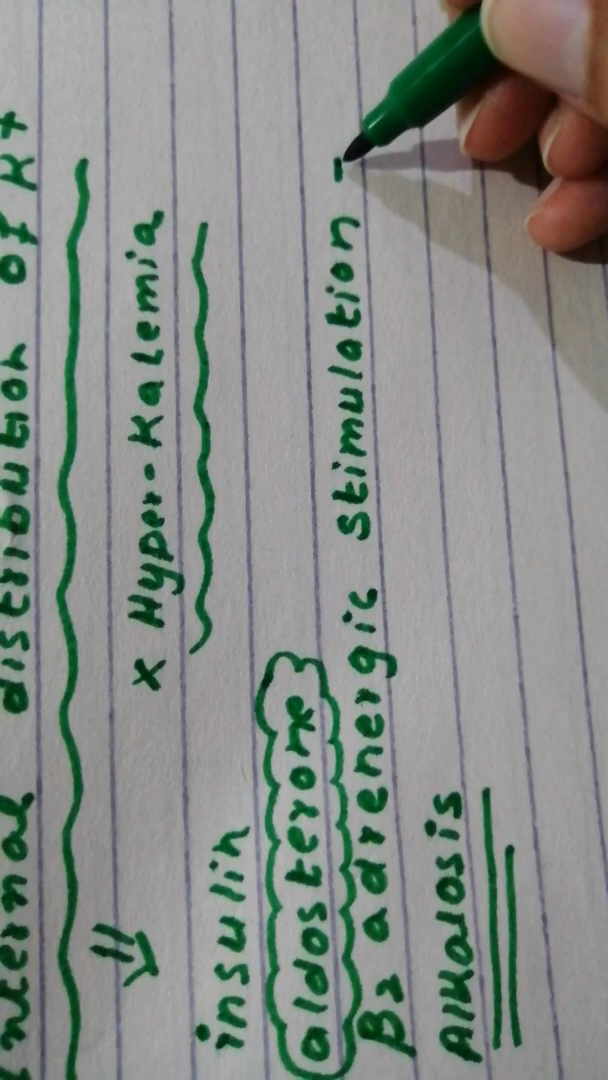 Internal distribution of K+
⇓ x Hyper-Kalemia
insulin
aldosterone
B2 adrenergic stimulation -
Alkalosis